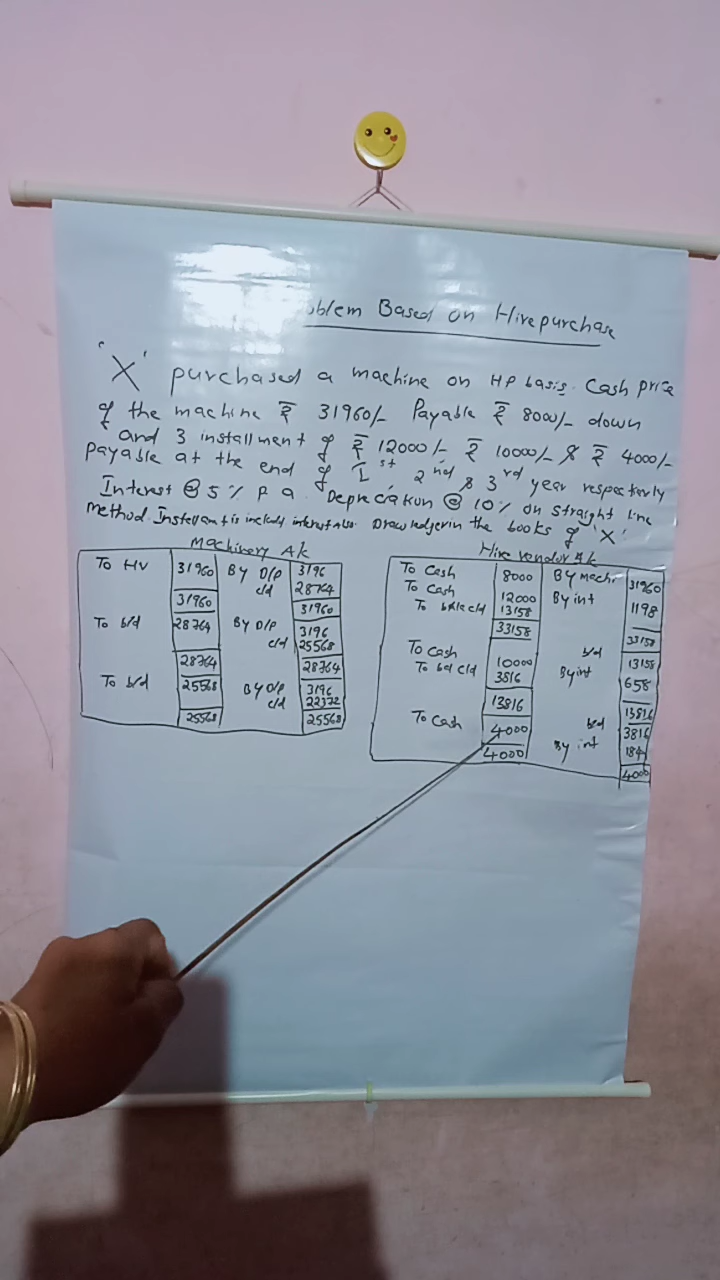 oblem Based on Hirepurchase
'X' purchased a machine on HP basis. Cash price
of the machine ₹ 31960/- Payable ₹ 8000/- down
and 3 installment of ₹ 12000/- ₹ 10000/- & ₹ 4000/-
payable at the end of 1st 2nd & 3rd year respectively
Interest @ 5% p a. Depreciation @ 10% on straight line
method. Installment is includ interest also. Draw ledger in the books of 'X'
Machinery A/c
To HV 31960 By D/P 3196
c/d 28764
31960 31960
To b/d 28764 By D/P 3196
c/d 25568
28764 28764
To b/d 25568 By D/P 3196
c/d 22372
25568 25568
Hire vendor A/c
To Cash 8000 By mach 31960
To Cash 12000 By int 1198
To c/d 13158
33158 33158
To Cash 10000 b/d 13158
To bal c/d 3816 By int 658
13816 13816
To Cash 4000 b/d 3816
By int 184
4000 4000